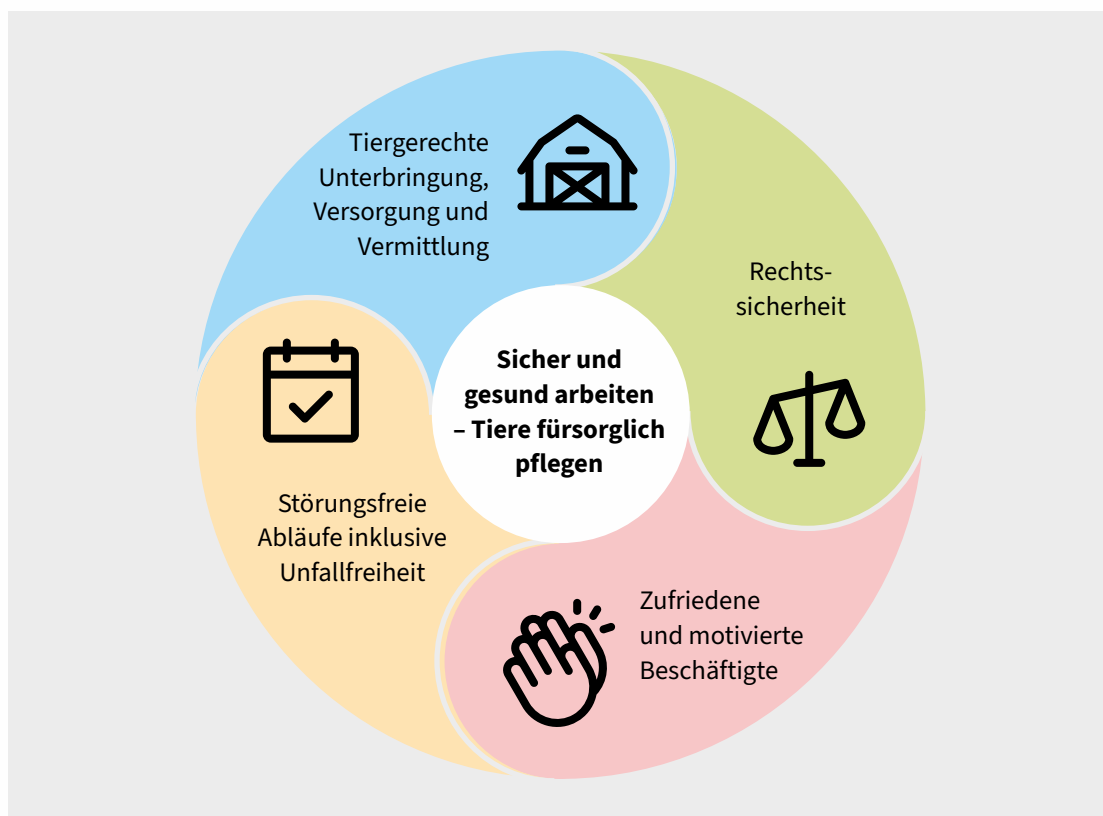 Tiergerechte
Unterbringung,
Versorgung und
Vermittlung
Rechts-
sicherheit
Sicher und
gesund arbeiten
– Tiere fürsorglich
pflegen
Störungsfreie
Abläufe inklusive
Unfallfreiheit
Zufriedene
und motivierte
Beschäftigte